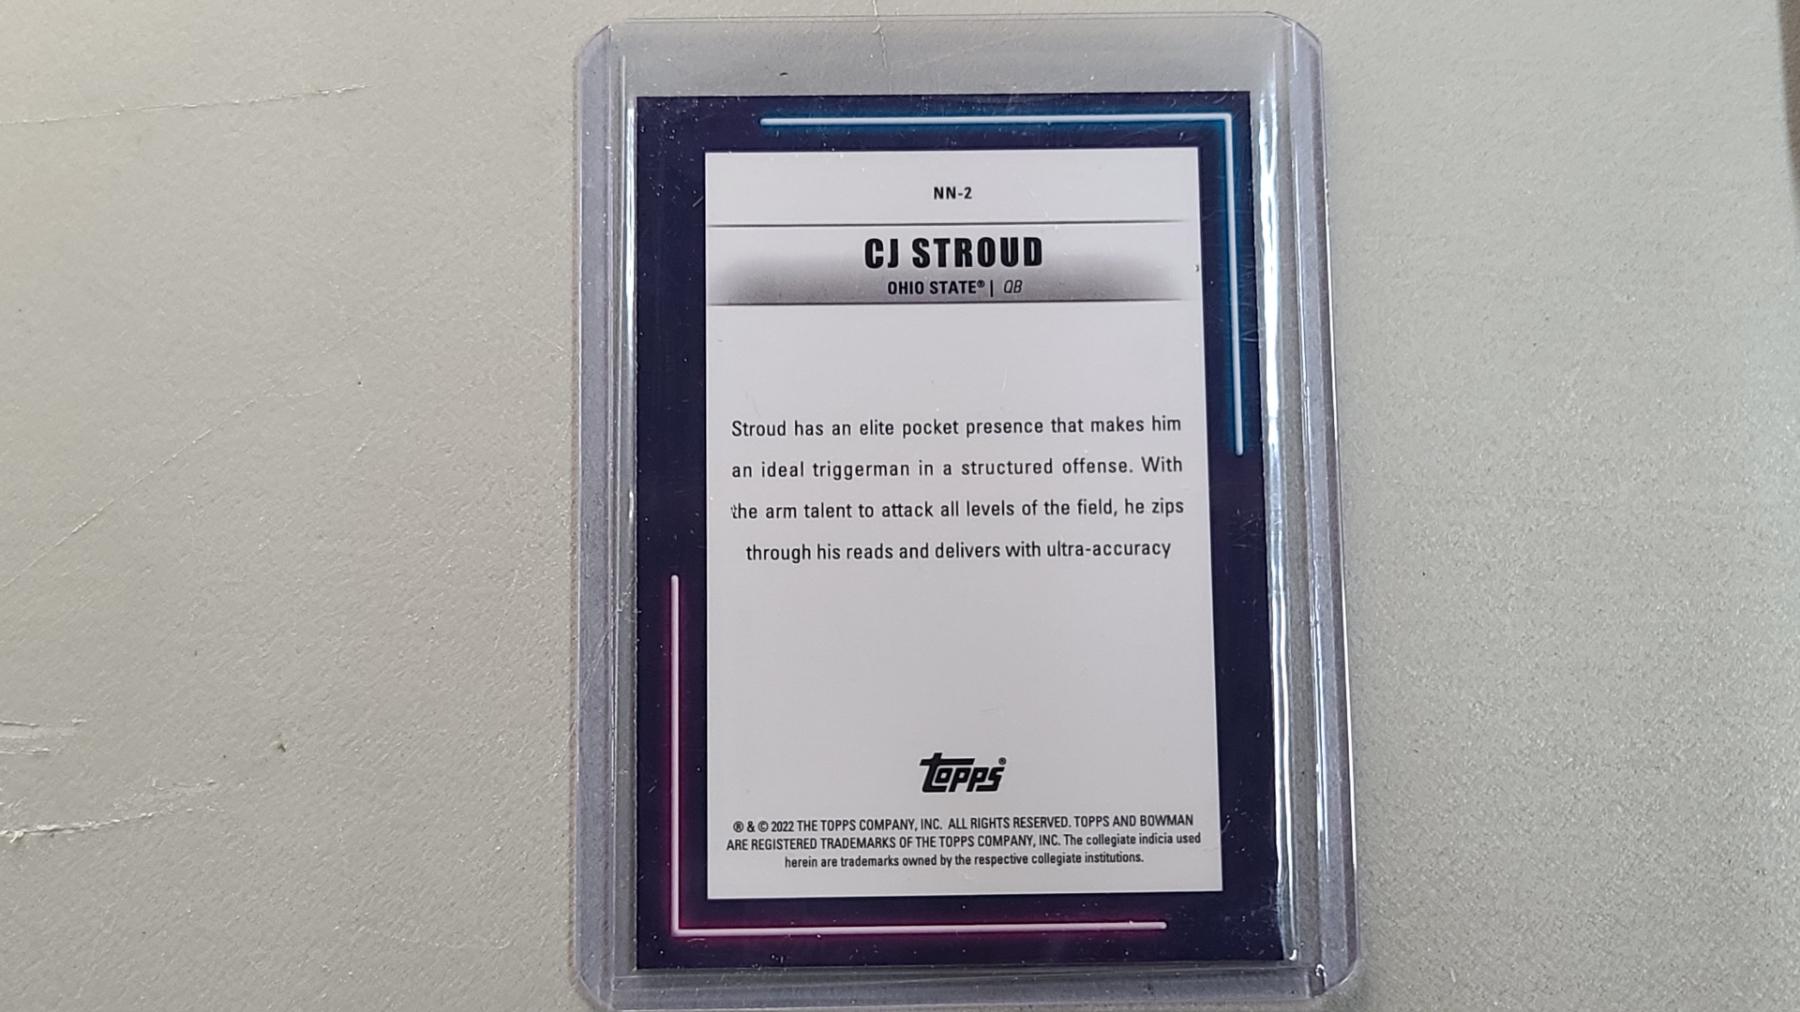 NN-2
CJ STROUD
OHIO STATE® | QB
Stroud has an elite pocket presence that makes him
an ideal triggerman in a structured offense. With
the arm talent to attack all levels of the field, he zips
through his reads and delivers with ultra-accuracy
TOPPS®
® & © 2022 THE TOPPS COMPANY, INC. ALL RIGHTS RESERVED. TOPPS AND BOWMAN
ARE REGISTERED TRADEMARKS OF THE TOPPS COMPANY, INC. The collegiate indicia used
herein are trademarks owned by the respective collegiate institutions.